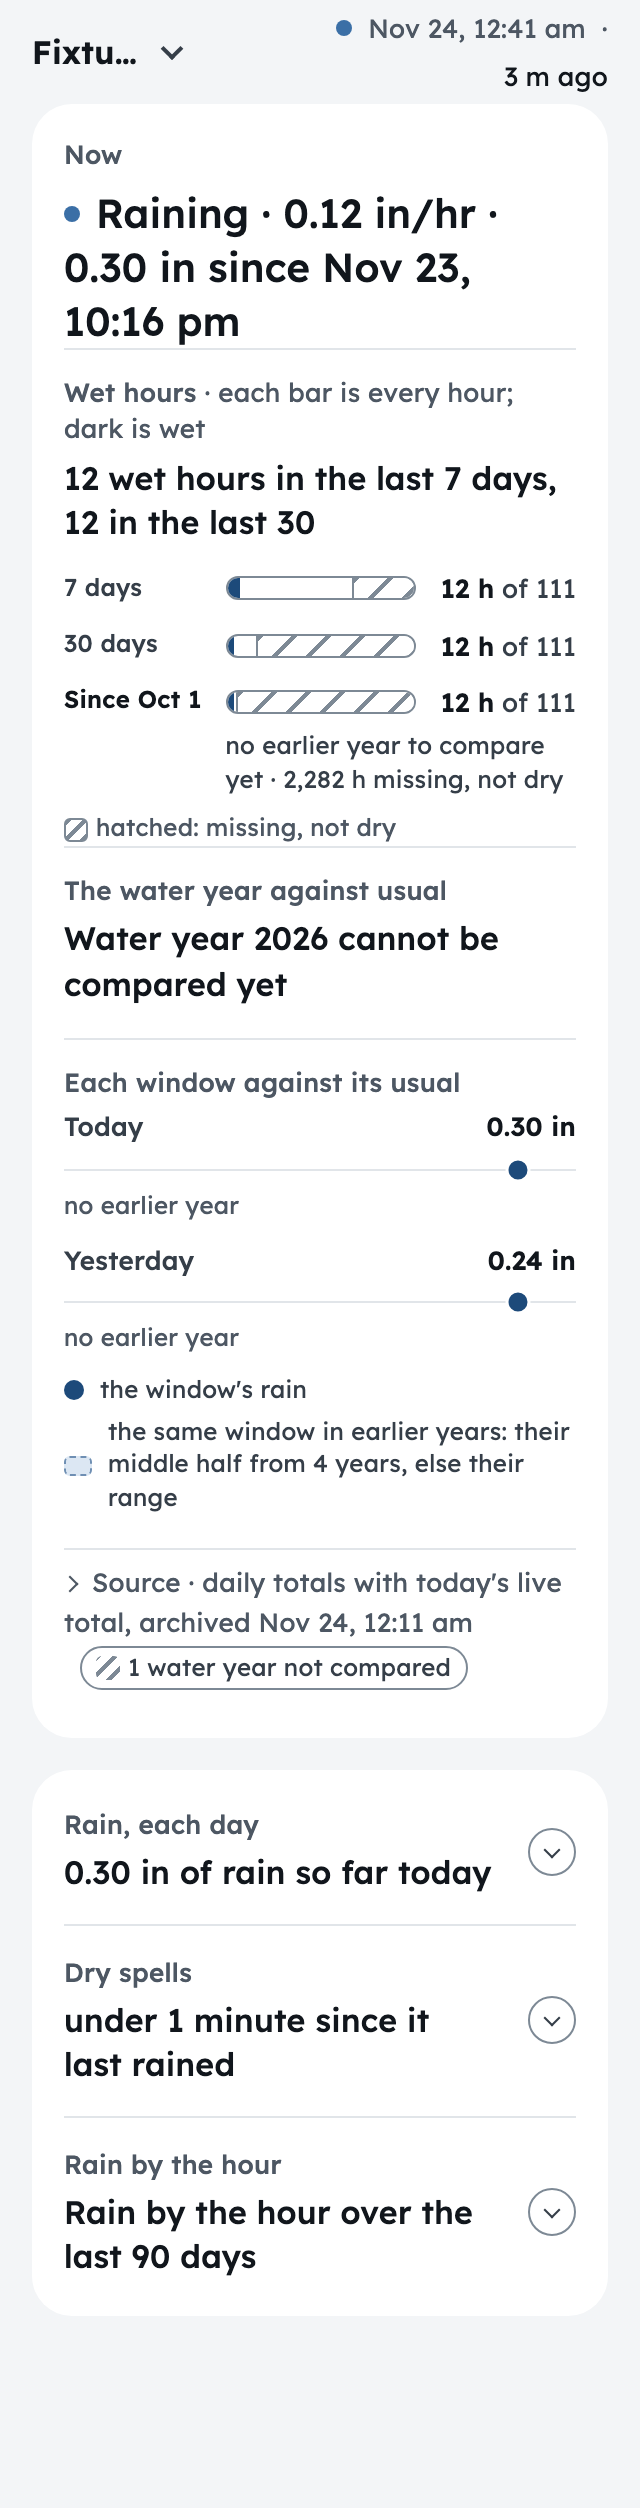 Fixtu...
Nov 24, 12:41 am ·
3 m ago
Now
Raining · 0.12 in/hr ·
0.30 in since Nov 23,
10:16 pm
Wet hours · each bar is every hour;
dark is wet
12 wet hours in the last 7 days,
12 in the last 30
7 days 12 h of 111
30 days 12 h of 111
Since Oct 1 12 h of 111
no earlier year to compare
yet · 2,282 h missing, not dry
hatched: missing, not dry
The water year against usual
Water year 2026 cannot be
compared yet
Each window against its usual
Today 0.30 in
no earlier year
Yesterday 0.24 in
no earlier year
the window's rain
the same window in earlier years: their
middle half from 4 years, else their
range
Source · daily totals with today's live
total, archived Nov 24, 12:11 am
1 water year not compared
Rain, each day
0.30 in of rain so far today
Dry spells
under 1 minute since it
last rained
Rain by the hour
Rain by the hour over the
last 90 days